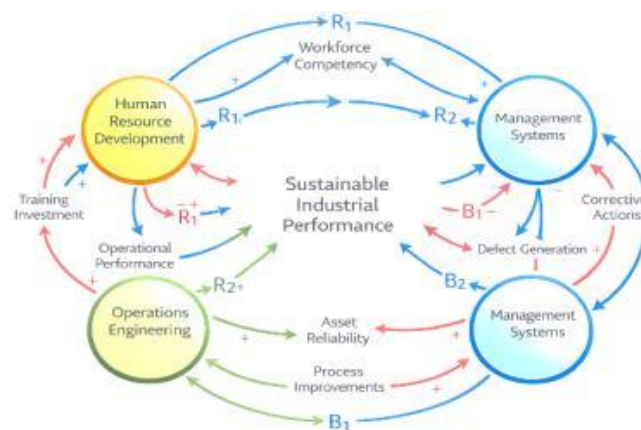 R1
Workforce
Competency
+
+
Human
Resource
Development
R1
R2
Management
Systems
+
+
+
Training
Investment
- +
R1
Sustainable
Industrial
Performance
B1 -
Corrective
Actions
Operational
Performance
Defect Generation
+
R2+
B2
+
Operations
Engineering
Asset
Reliability
+
+
Management
Systems
Process
Improvements
+
B1